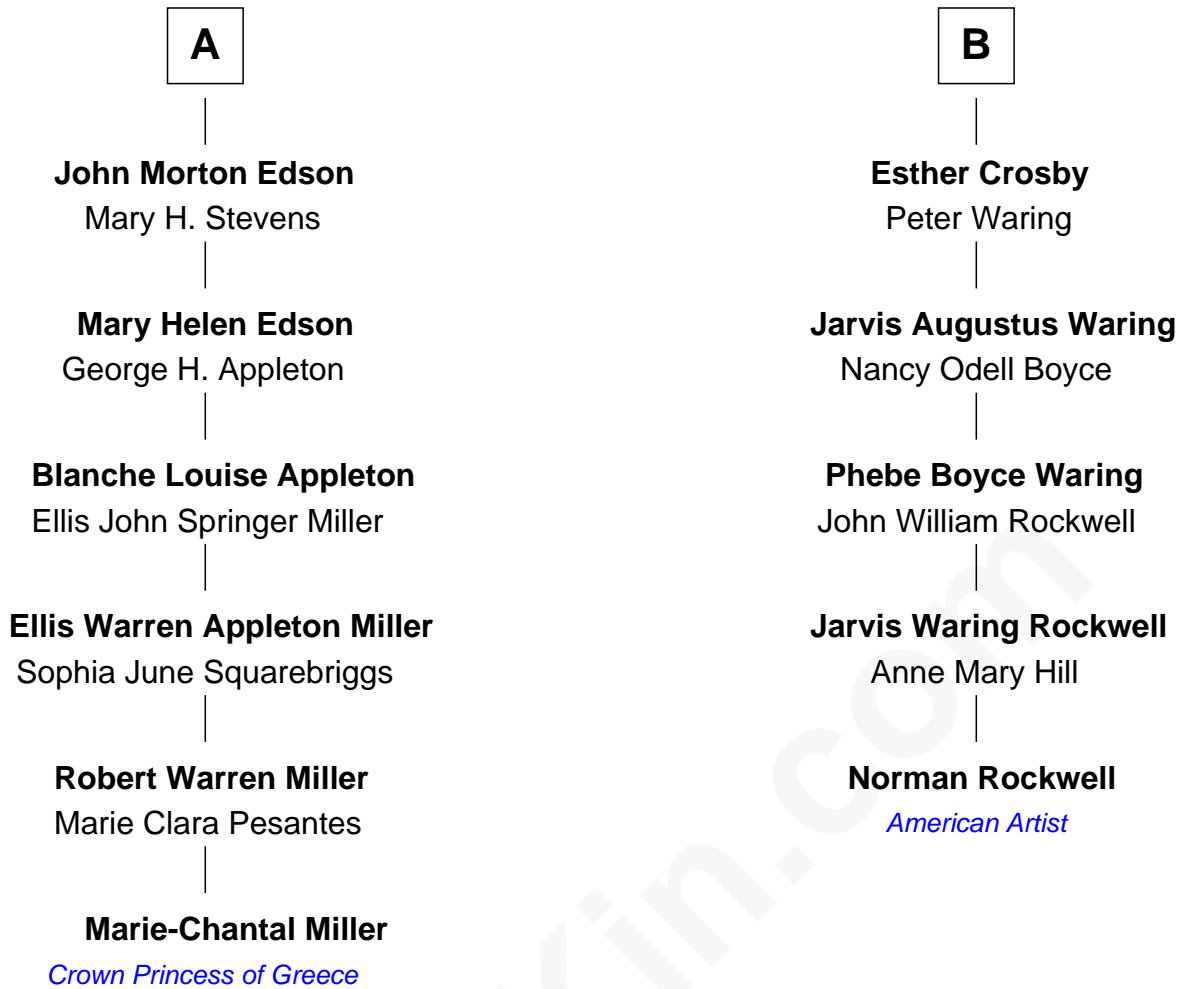 A
John Morton Edson
Mary H. Stevens
Mary Helen Edson
George H. Appleton
Blanche Louise Appleton
Ellis John Springer Miller
Ellis Warren Appleton Miller
Sophia June Squarebriggs
Robert Warren Miller
Marie Clara Pesantes
Marie-Chantal Miller
Crown Princess of Greece
B
Esther Crosby
Peter Waring
Jarvis Augustus Waring
Nancy Odell Boyce
Phebe Boyce Waring
John William Rockwell
Jarvis Waring Rockwell
Anne Mary Hill
Norman Rockwell
American Artist
Kin.com